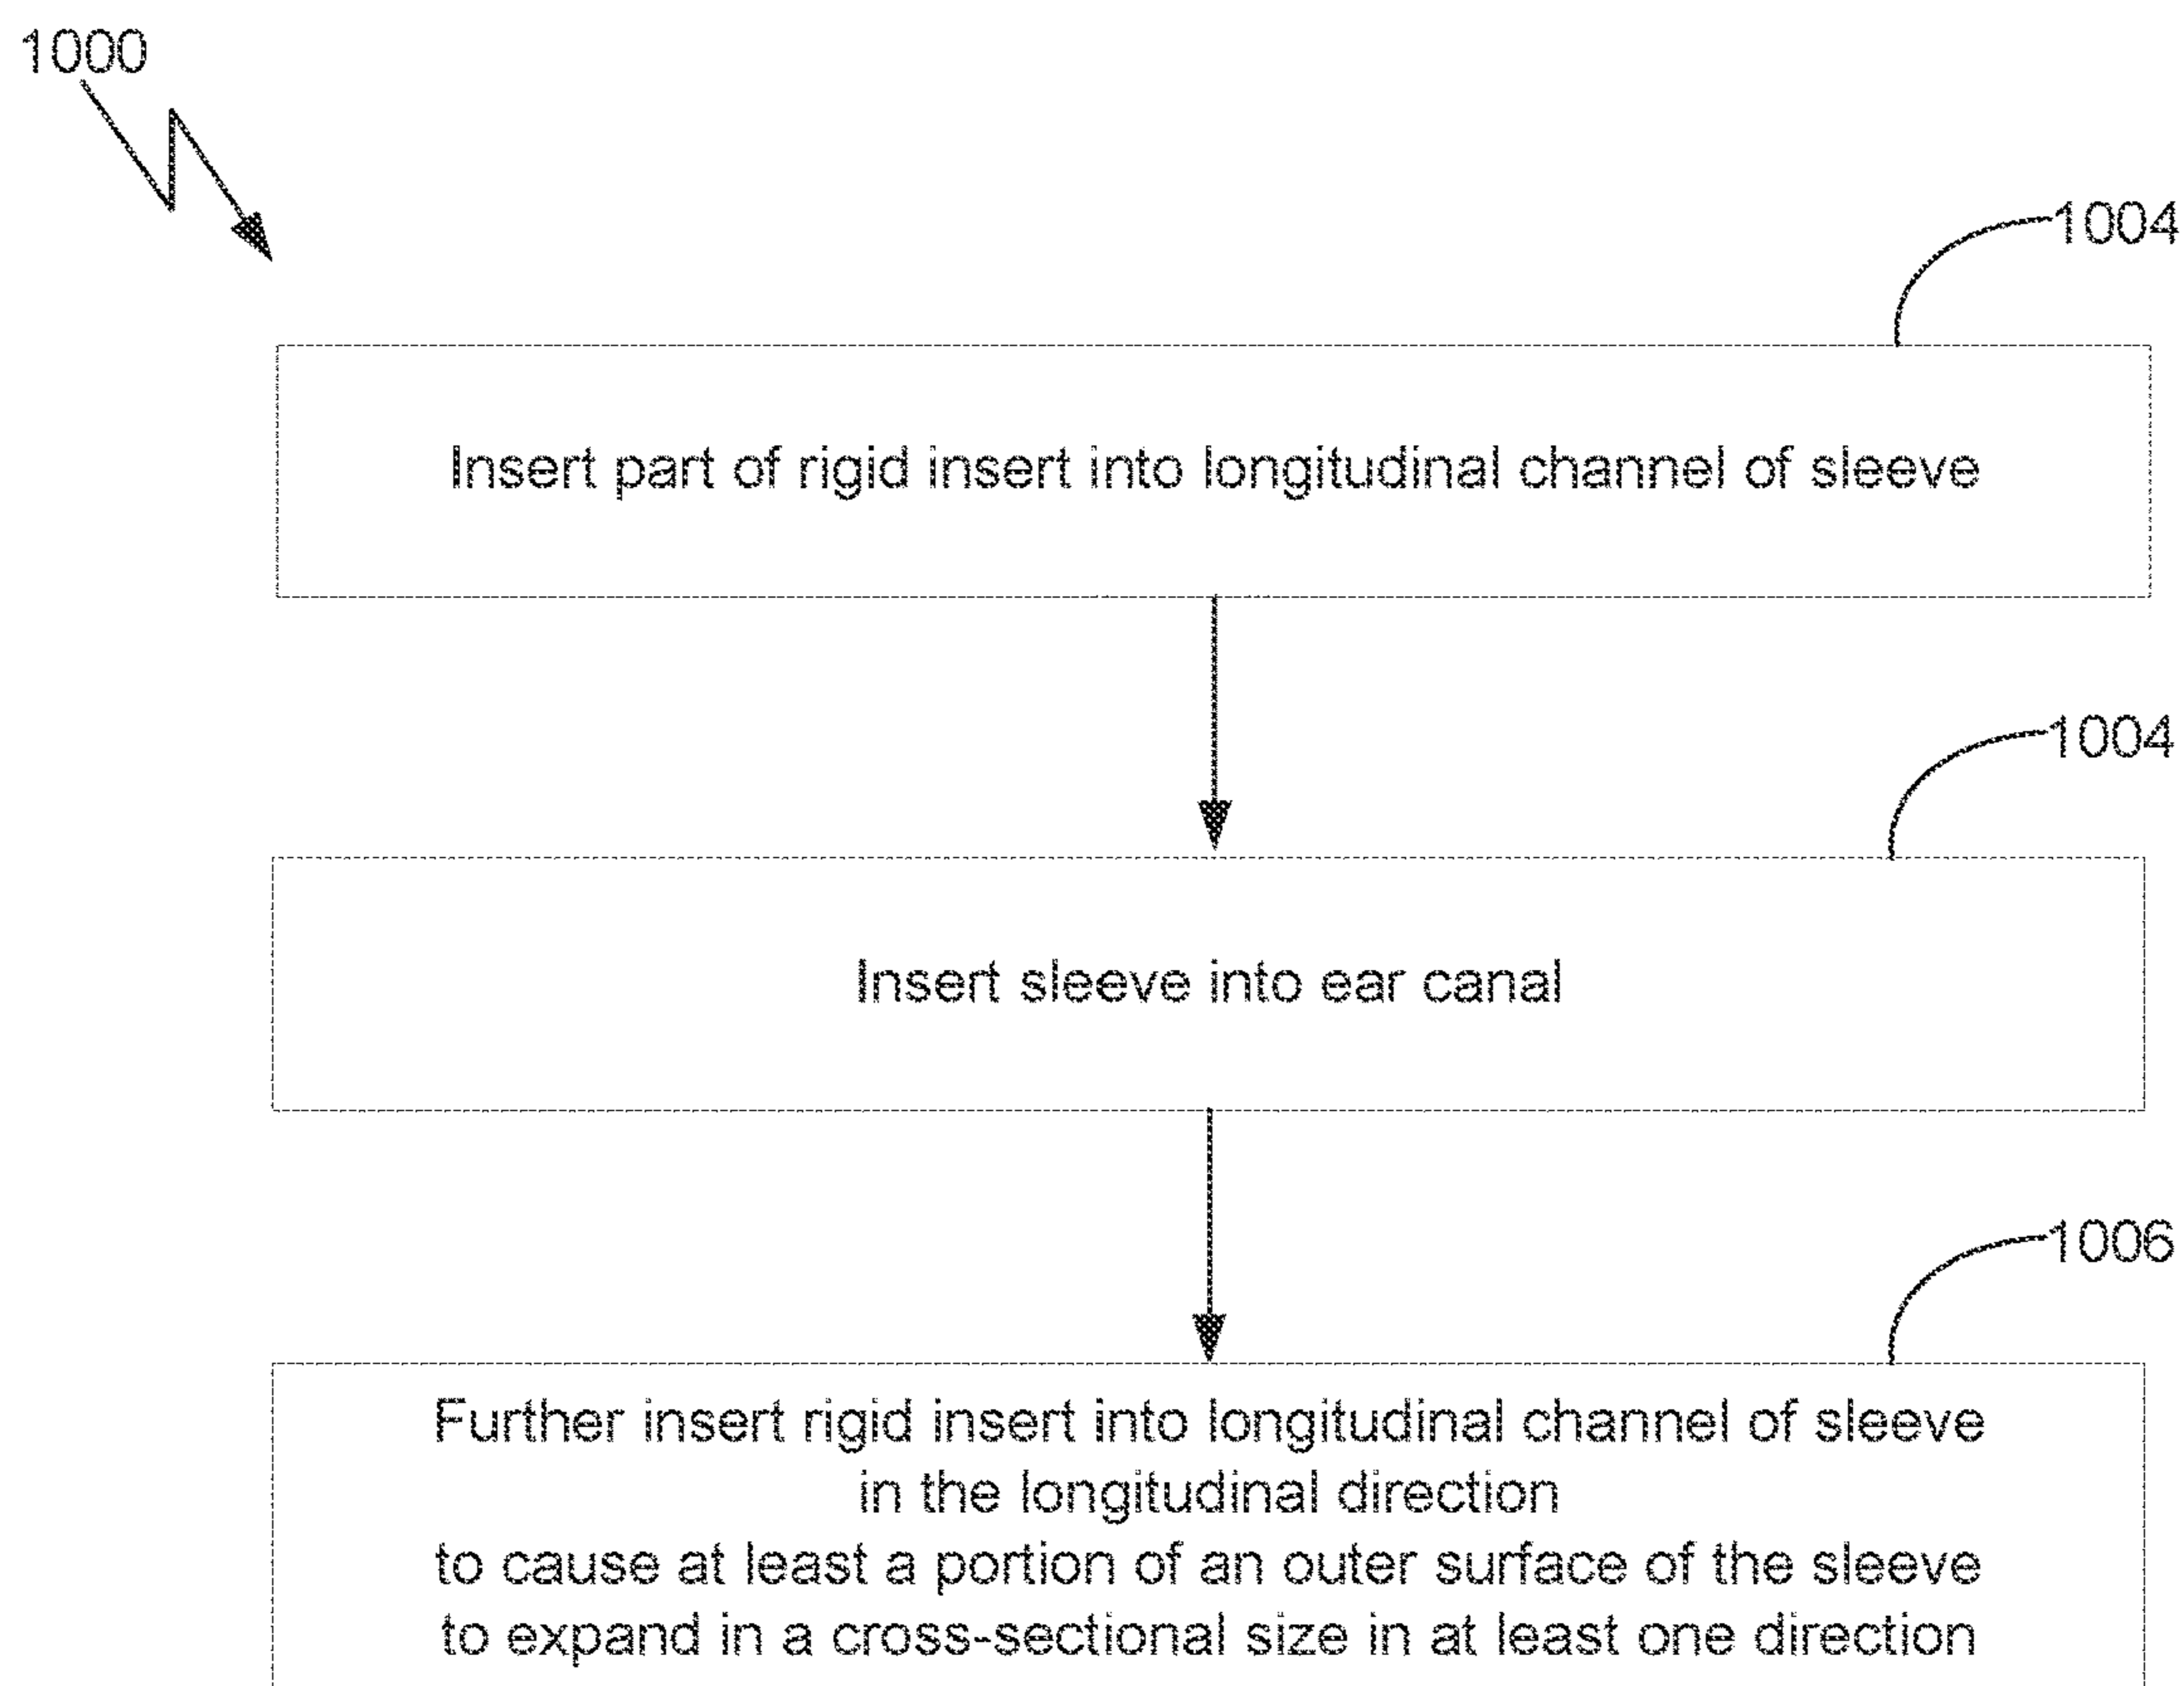 1000
1004
Insert part of rigid insert into longitudinal channel of sleeve
1004
Insert sleeve into ear canal
1006
Further insert rigid insert into longitudinal channel of sleeve
in the longitudinal direction
to cause at least a portion of an outer surface of the sleeve
to expand in a cross-sectional size in at least one direction